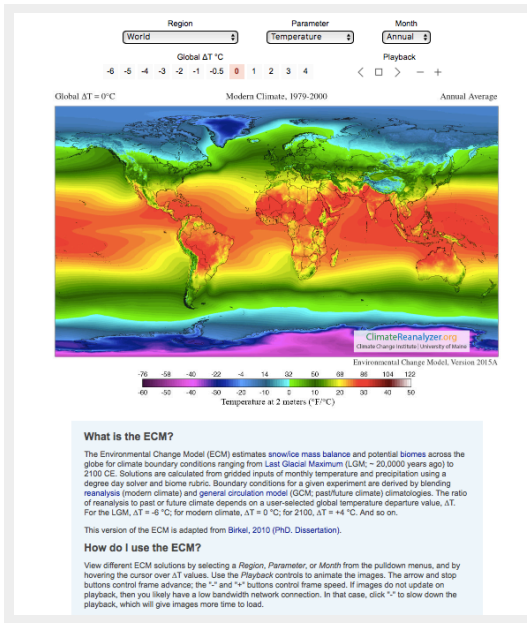 Region Parameter Month
World Temperature Annual
Global ΔT °C Playback
-6 -5 -4 -3 -2 -1 -0.5 0 1 2 3 4 < □ > − +
Global ΔT = 0°C Modern Climate, 1979-2000 Annual Average
ClimateReanalyzer.org
Climate Change Institute | University of Maine
Environmental Change Model, Version 2015A
-76 -58 -40 -22 -4 14 32 50 68 86 104 122
-60 -50 -40 -30 -20 -10 0 10 20 30 40 50
Temperature at 2 meters (°F/°C)
What is the ECM?
The Environmental Change Model (ECM) estimates snow/ice mass balance and potential biomes across the
globe for climate boundary conditions ranging from Last Glacial Maximum (LGM; ~ 20,0000 years ago) to
2100 CE. Solutions are calculated from gridded inputs of monthly temperature and precipitation using a
degree day solver and biome rubric. Boundary conditions for a given experiment are derived by blending
reanalysis (modern climate) and general circulation model (GCM; past/future climate) climatologies. The ratio
of reanalysis to past or future climate depends on a user-selected global temperature departure value, ΔT.
For the LGM, ΔT = -6 °C; for modern climate, ΔT = 0 °C; for 2100, ΔT = +4 °C. And so on.
This version of the ECM is adapted from Birkel, 2010 (PhD. Dissertation).
How do I use the ECM?
View different ECM solutions by selecting a Region, Parameter, or Month from the pulldown menus, and by
hovering the cursor over ΔT values. Use the Playback controls to animate the images. The arrow and stop
buttons control frame advance; the "-" and "+" buttons control frame speed. If images do not update on
playback, then you likely have a low bandwidth network connection. In that case, click "-" to slow down the
playback, which will give images more time to load.